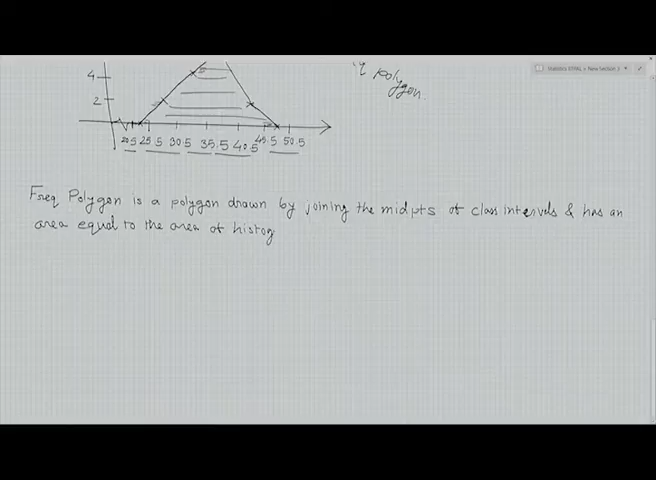 4
polygon.
2
20.5 25.5 30.5 35.5 40.5 45.5 50.5
Freq Polygon is a polygon drawn by joining the midpts of class intervals & has an
area equal to the area of histog